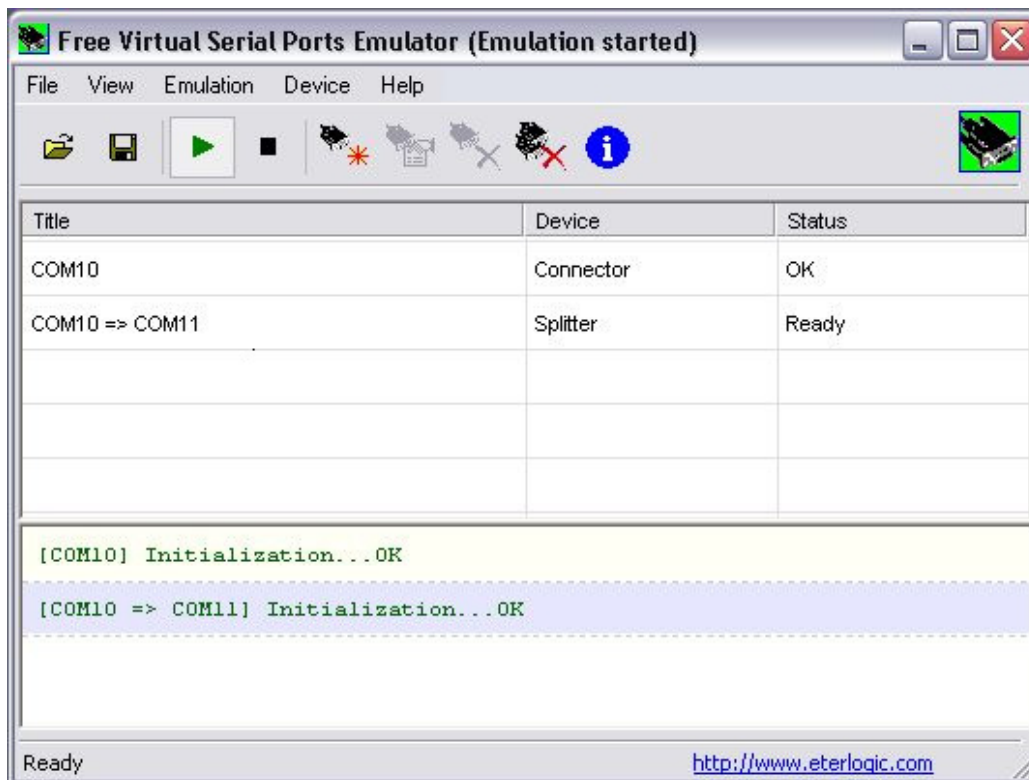 Free Virtual Serial Ports Emulator (Emulation started)
File View Emulation Device Help
Title Device Status
COM10 Connector OK
COM10 => COM11 Splitter Ready
[COM10] Initialization...OK
[COM10 => COM11] Initialization...OK
Ready http://www.eterlogic.com